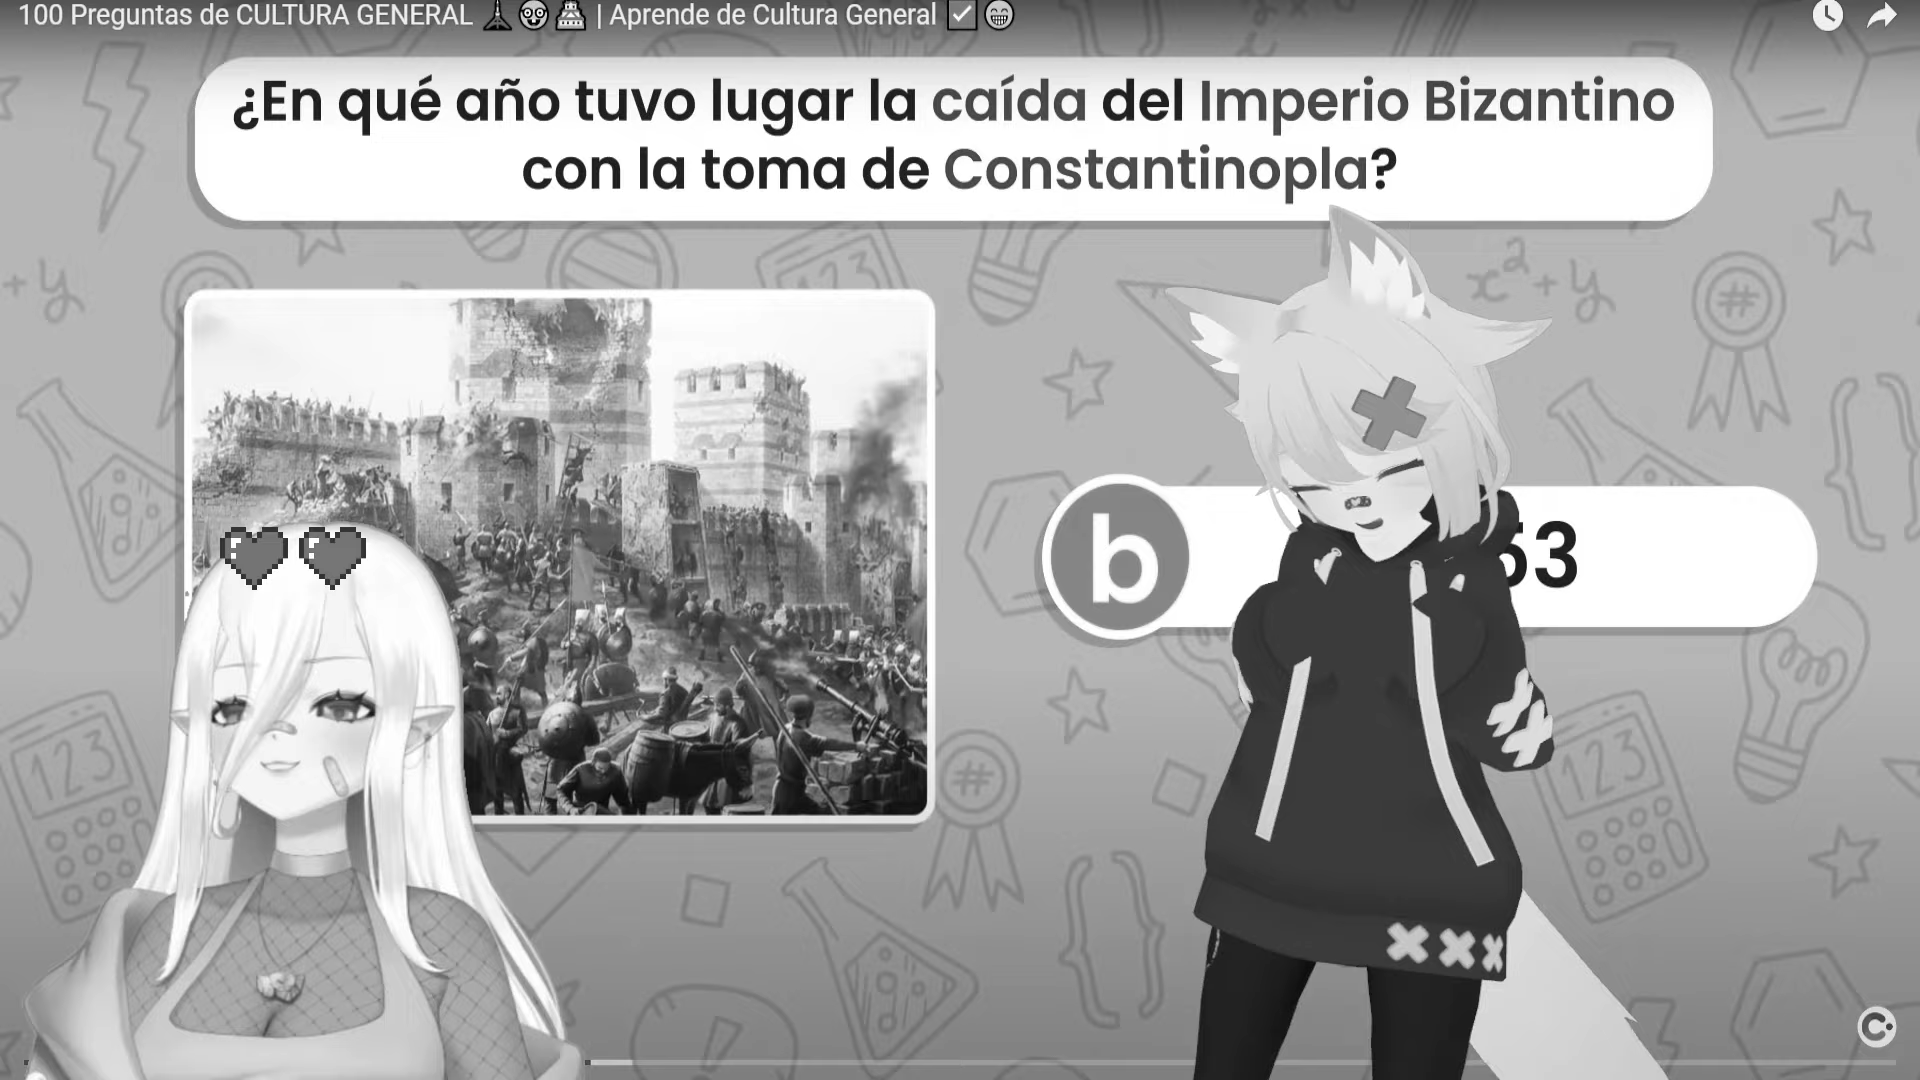 100 Preguntas de CULTURA GENERAL 🗼🤓🏯 | Aprende de Cultura General ✅😁
¿En qué año tuvo lugar la caída del Imperio Bizantino
con la toma de Constantinopla?
b
53